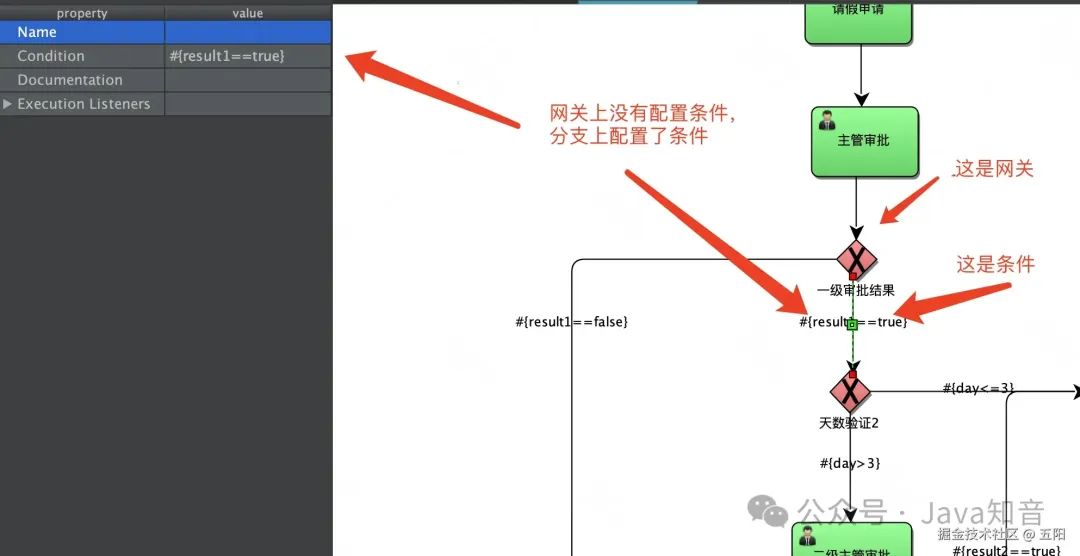 property value
Name
Condition #{result1==true}
Documentation
Execution Listeners
请假申请
网关上没有配置条件，
分支上配置了条件
主管审批
这是网关
一级审批结果
这是条件
#{result1==false}
#{result1==true}
#{day<=3}
天数验证2
#{day>3}
公众号 · Java知音
掘金技术社区 @ 五阳
二级主管审批
#{result2==true}